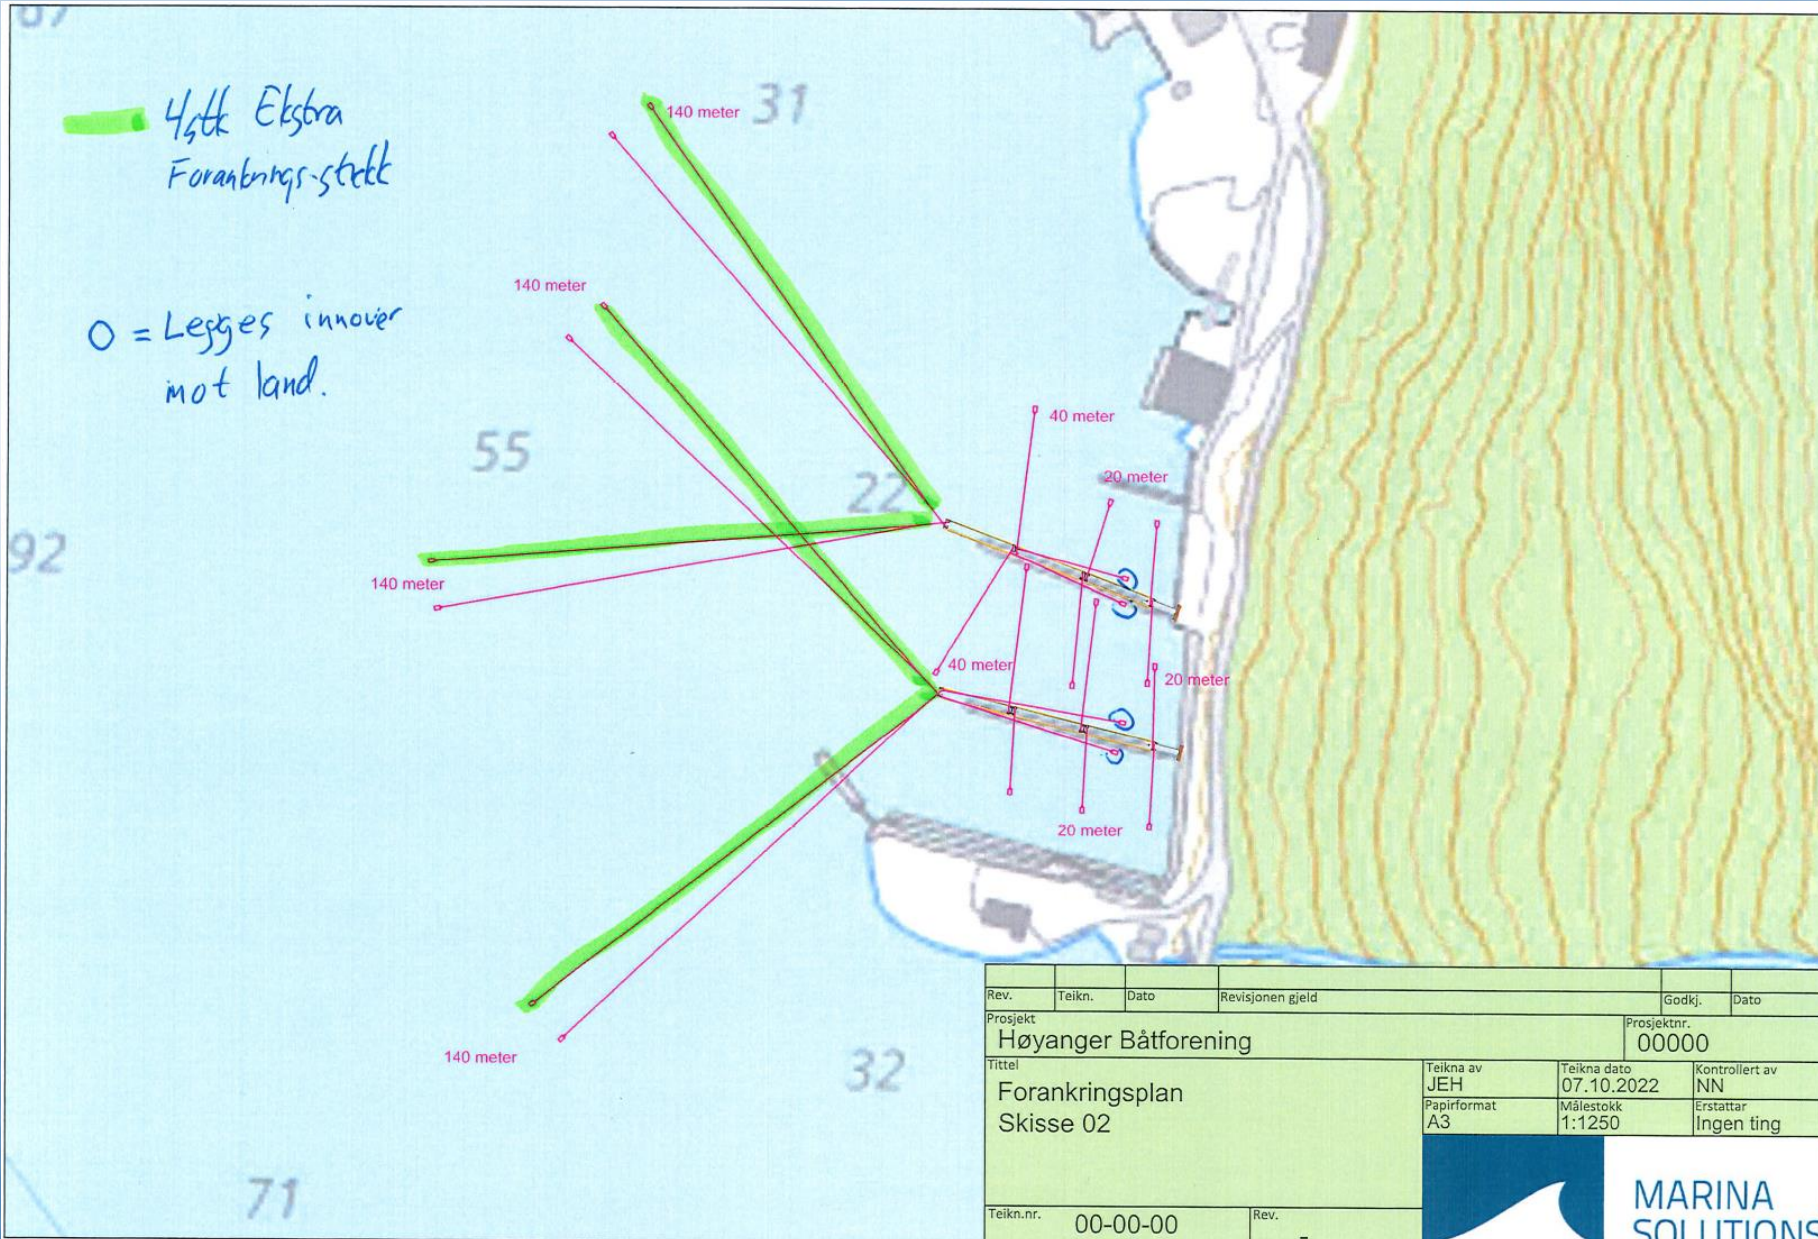 67
4stk Ekstra
Forankrings-strekk
O = Legges innover
mot land.
140 meter
31
140 meter
55
22
92
140 meter
40 meter
20 meter
40 meter
20 meter
20 meter
140 meter
32
71
Rev. Teikn. Dato Revisjonen gjeld Godkj. Dato
Prosjekt
Høyanger Båtforening
Prosjektnr.
00000
Tittel
Forankringsplan
Skisse 02
Teikna av
JEH
Teikna dato
07.10.2022
Kontrollert av
NN
Papirformat
A3
Målestokk
1:1250
Erstattar
Ingen ting
Teikn.nr.
00-00-00
Rev.
MARINA
SOLUTIONS